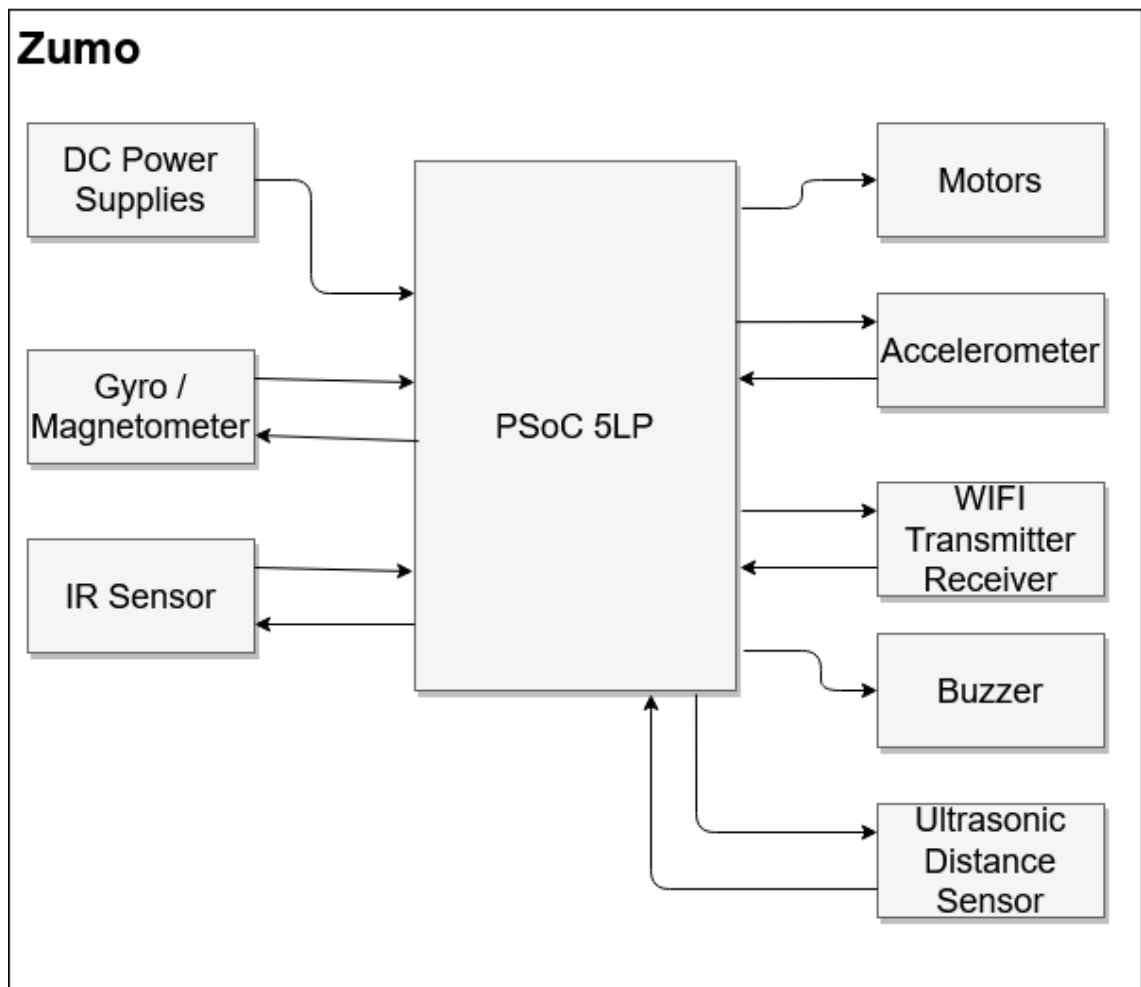 Zumo
DC Power
Supplies
Motors
Accelerometer
Gyro /
Magnetometer
PSoC 5LP
WIFI
Transmitter
Receiver
IR Sensor
Buzzer
Ultrasonic
Distance
Sensor